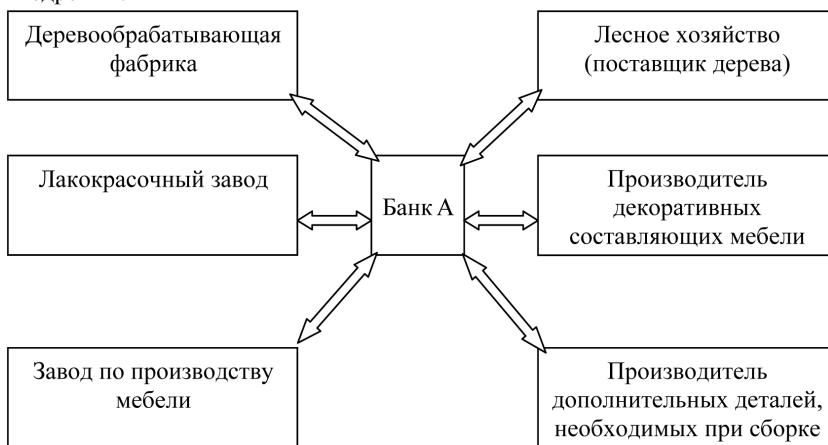 Деревообрабатывающая
фабрика
Лесное хозяйство
(поставщик дерева)
Лакокрасочный завод
Банк А
Производитель
декоративных
составляющих мебели
Завод по производству
мебели
Производитель
дополнительных деталей,
необходимых при сборке